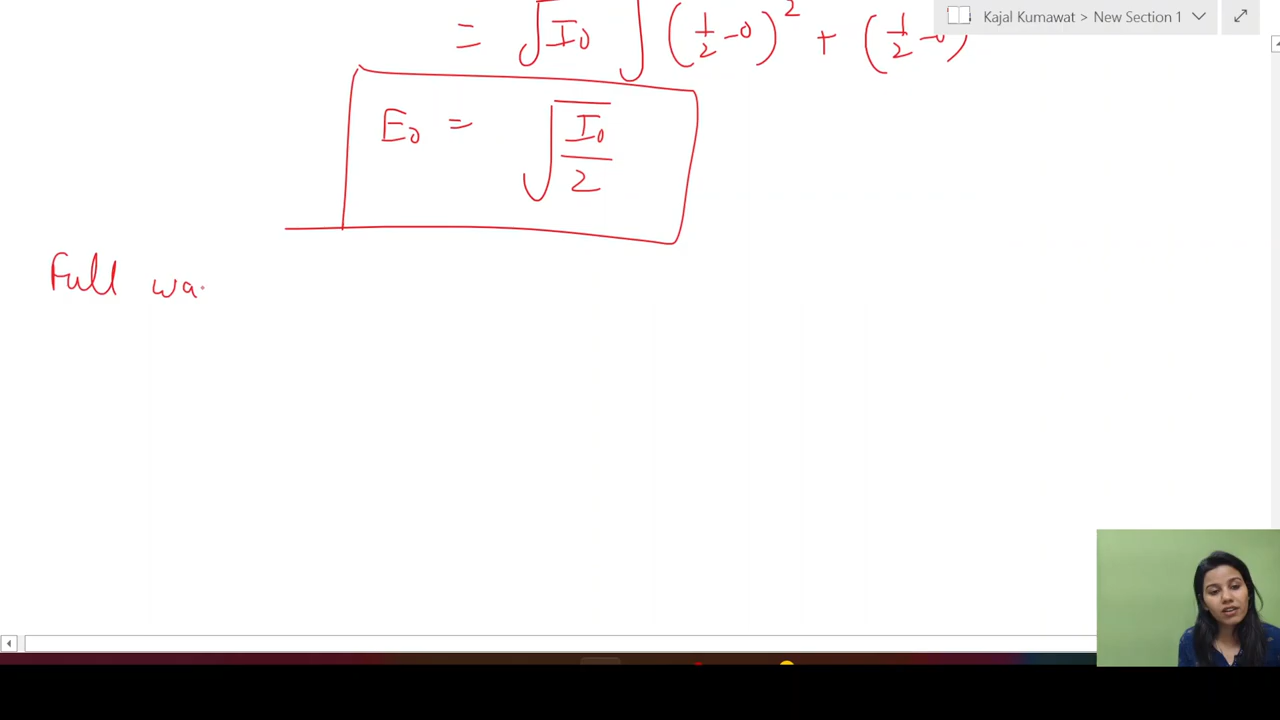 Kajal Kumawat > New Section 1
= √I₀ √(1/2 -0)² + (1/2 -0)
E₀ = √I₀/2
Full wa